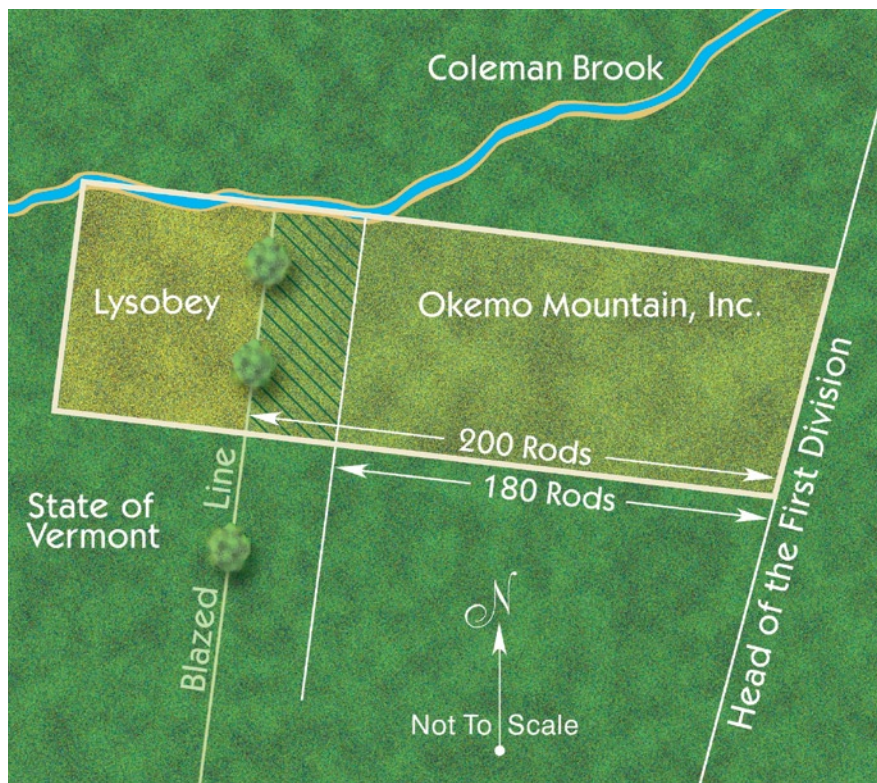 Coleman Brook
Lysobey
Okemo Mountain, Inc.
200 Rods
180 Rods
State of
Vermont
Blazed Line
Head of the First Division
N
Not To Scale